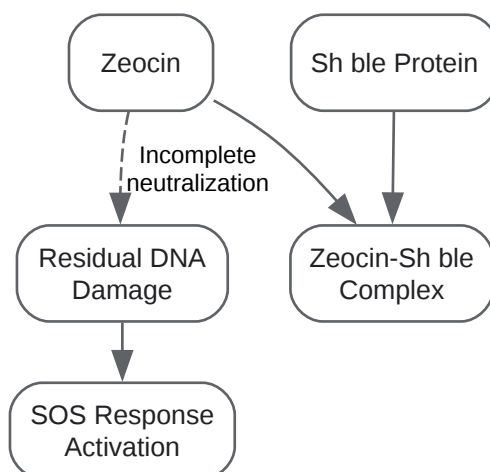 Zeocin
Sh ble Protein
Incomplete
neutralization
Residual DNA
Damage
Zeocin-Sh ble
Complex
SOS Response
Activation